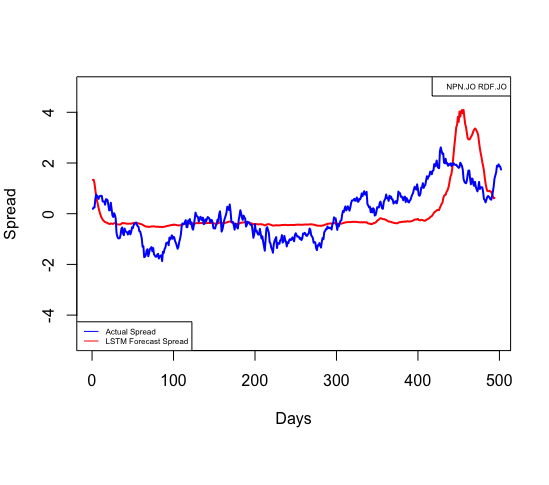 NPN.JO RDF.JO
Spread
4
2
0
-2
-4
Actual Spread
LSTM Forecast Spread
0 100 200 300 400 500
Days